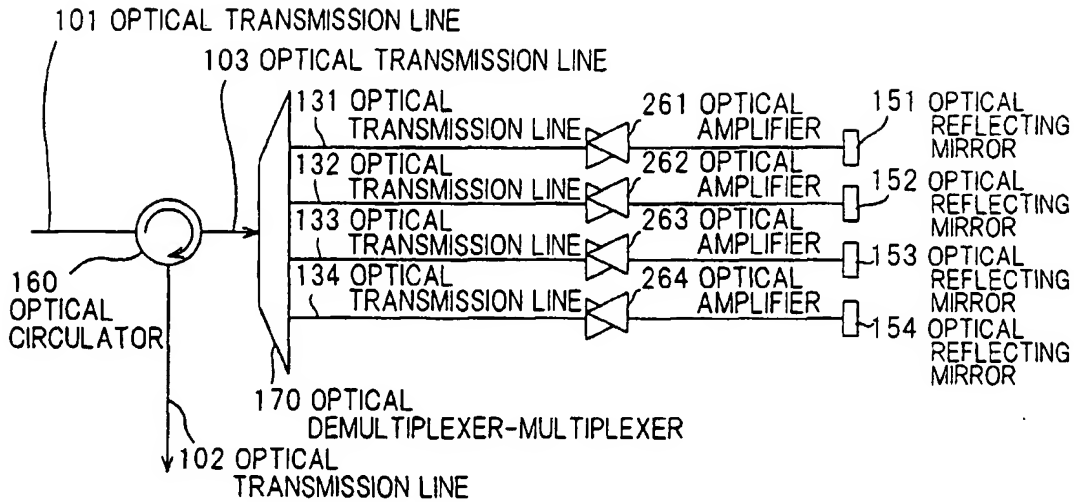 101 OPTICAL TRANSMISSION LINE
103 OPTICAL TRANSMISSION LINE
131 OPTICAL
TRANSMISSION LINE
261 OPTICAL
AMPLIFIER
151 OPTICAL
REFLECTING
MIRROR
132 OPTICAL
TRANSMISSION LINE
262 OPTICAL
AMPLIFIER
152 OPTICAL
REFLECTING
MIRROR
133 OPTICAL
TRANSMISSION LINE
263 OPTICAL
AMPLIFIER
153 OPTICAL
REFLECTING
MIRROR
134 OPTICAL
TRANSMISSION LINE
264 OPTICAL
AMPLIFIER
154 OPTICAL
REFLECTING
MIRROR
160
OPTICAL
CIRCULATOR
170 OPTICAL
DEMULTIPLEXER-MULTIPLEXER
102 OPTICAL
TRANSMISSION LINE